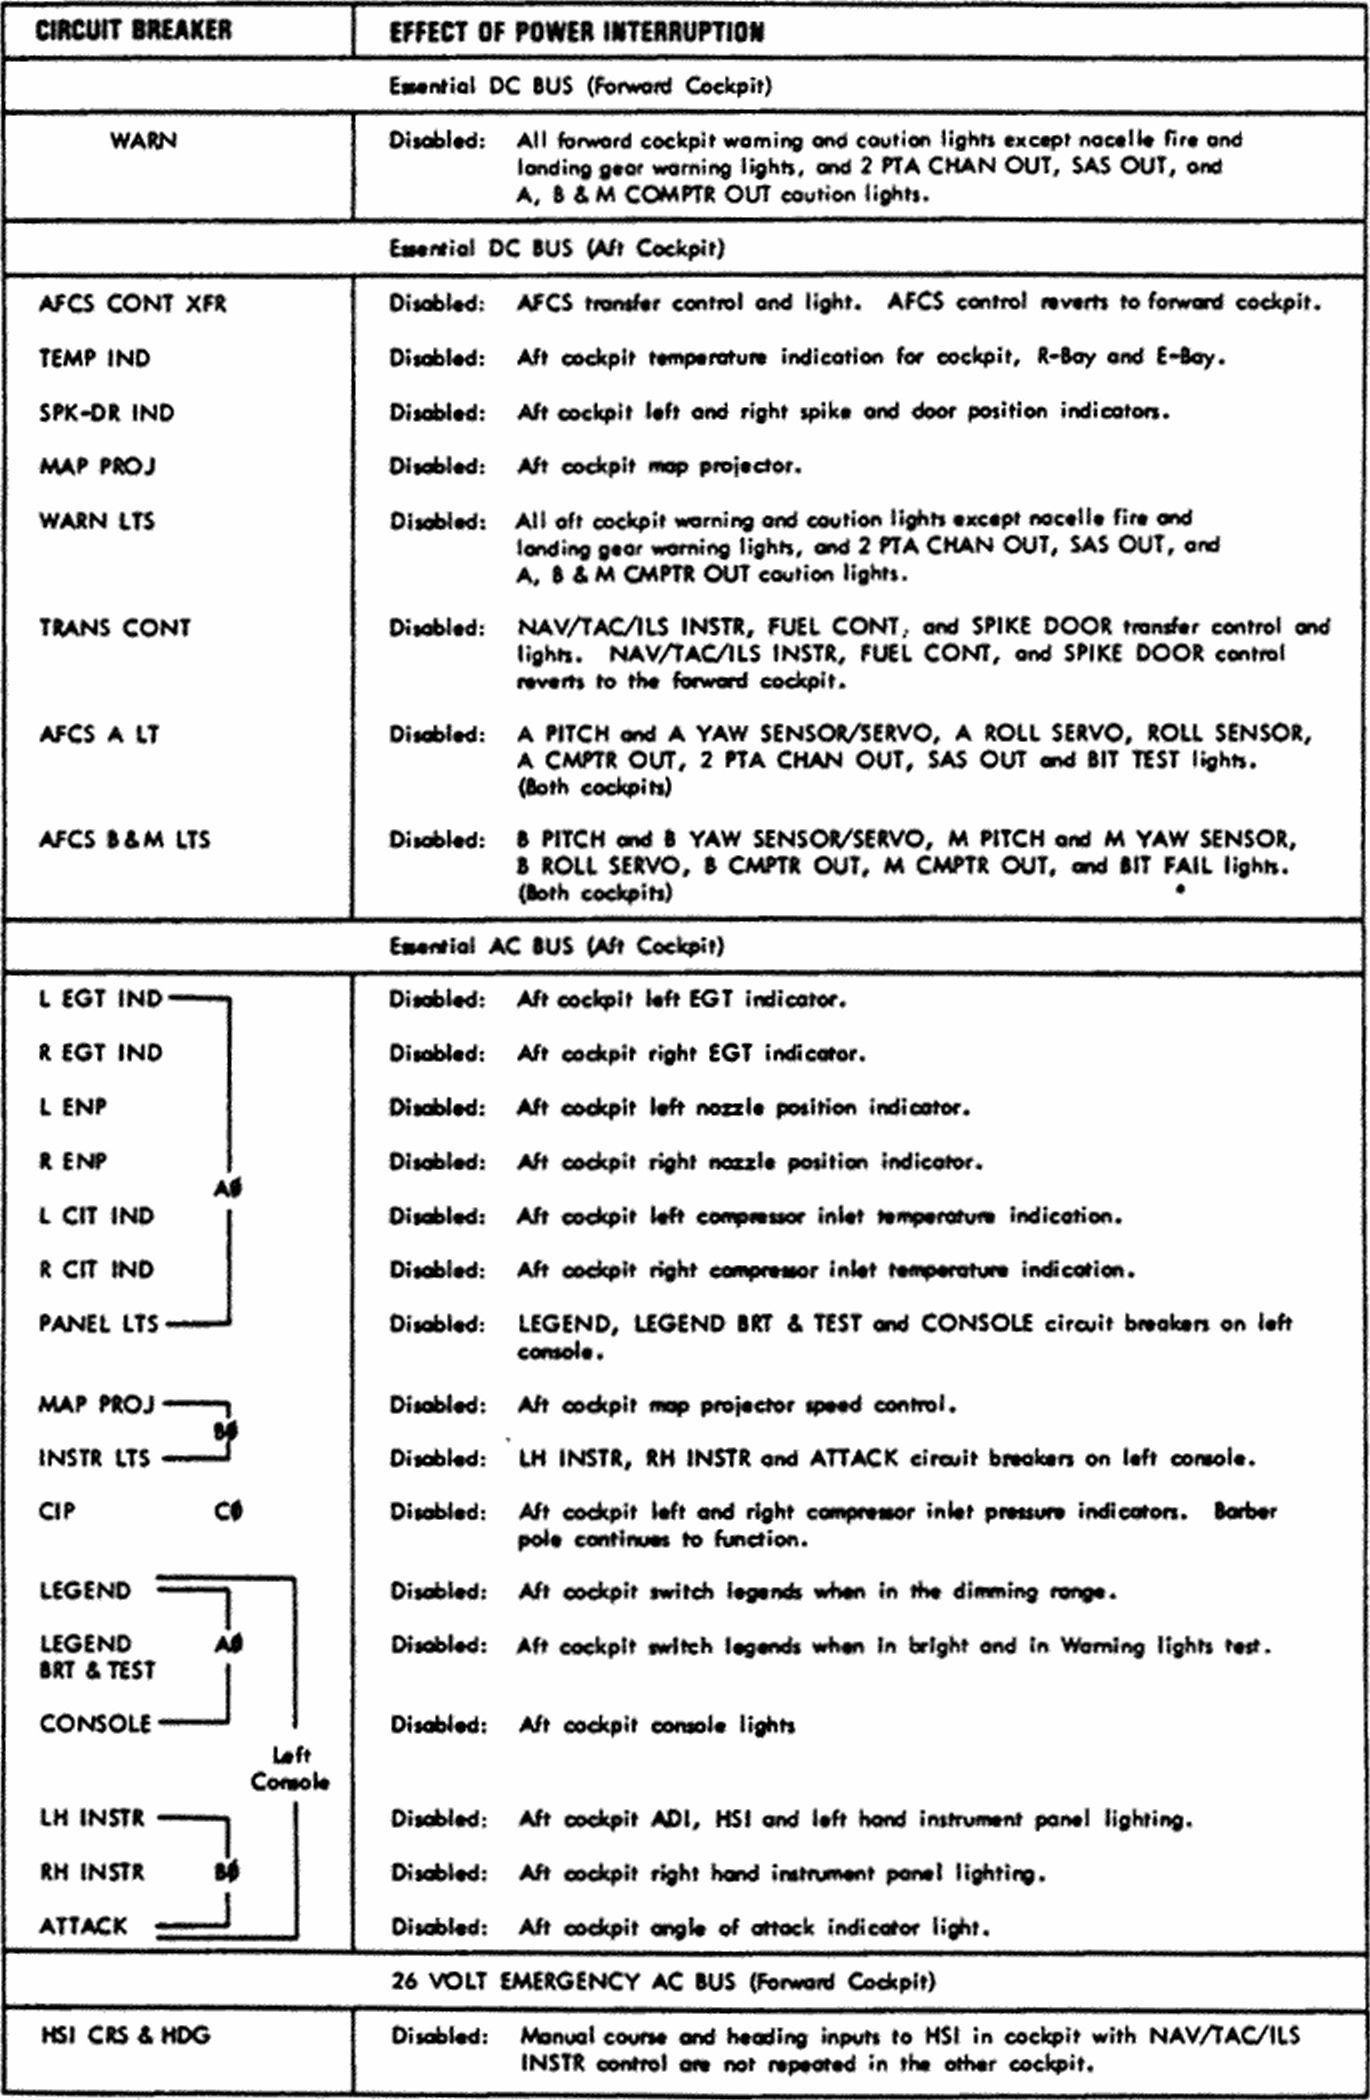 CIRCUIT BREAKER EFFECT OF POWER INTERRUPTION
Essential DC BUS (Forward Cockpit)
WARN Disabled: All forward cockpit warning and caution lights except nacelle fire and
landing gear warning lights, and 2 PTA CHAN OUT, SAS OUT, and
A, B & M COMPTR OUT caution lights.
Essential DC BUS (Aft Cockpit)
AFCS CONT XFR Disabled: AFCS transfer control and light. AFCS control reverts to forward cockpit.
TEMP IND Disabled: Aft cockpit temperature indication for cockpit, R-Bay and E-Bay.
SPK-DR IND Disabled: Aft cockpit left and right spike and door position indicators.
MAP PROJ Disabled: Aft cockpit map projector.
WARN LTS Disabled: All aft cockpit warning and caution lights except nacelle fire and
landing gear warning lights, and 2 PTA CHAN OUT, SAS OUT, and
A, B & M CMPTR OUT caution lights.
TRANS CONT Disabled: NAV/TAC/ILS INSTR, FUEL CONT, and SPIKE DOOR transfer control and
lights. NAV/TAC/ILS INSTR, FUEL CONT, and SPIKE DOOR control
reverts to the forward cockpit.
AFCS A LT Disabled: A PITCH and A YAW SENSOR/SERVO, A ROLL SERVO, ROLL SENSOR,
A CMPTR OUT, 2 PTA CHAN OUT, SAS OUT and BIT TEST lights.
(Both cockpits)
AFCS B&M LTS Disabled: B PITCH and B YAW SENSOR/SERVO, M PITCH and M YAW SENSOR,
B ROLL SERVO, B CMPTR OUT, M CMPTR OUT, and BIT FAIL lights.
(Both cockpits)
Essential AC BUS (Aft Cockpit)
L EGT IND Disabled: Aft cockpit left EGT indicator.
R EGT IND Disabled: Aft cockpit right EGT indicator.
L ENP Disabled: Aft cockpit left nozzle position indicator.
R ENP Disabled: Aft cockpit right nozzle position indicator.
AØ
L CIT IND Disabled: Aft cockpit left compressor inlet temperature indication.
R CIT IND Disabled: Aft cockpit right compressor inlet temperature indication.
PANEL LTS Disabled: LEGEND, LEGEND BRT & TEST and CONSOLE circuit breakers on left
console.
MAP PROJ Disabled: Aft cockpit map projector speed control.
BØ
INSTR LTS Disabled: LH INSTR, RH INSTR and ATTACK circuit breakers on left console.
CIP CØ Disabled: Aft cockpit left and right compressor inlet pressure indicators. Barber
pole continues to function.
LEGEND Disabled: Aft cockpit switch legends when in the dimming range.
LEGEND AØ Disabled: Aft cockpit switch legends when in bright and in Warning lights test.
BRT & TEST
CONSOLE Disabled: Aft cockpit console lights
Left
Console
LH INSTR Disabled: Aft cockpit ADI, HSI and left hand instrument panel lighting.
RH INSTR BØ Disabled: Aft cockpit right hand instrument panel lighting.
ATTACK Disabled: Aft cockpit angle of attack indicator light.
26 VOLT EMERGENCY AC BUS (Forward Cockpit)
HSI CRS & HDG Disabled: Manual course and heading inputs to HSI in cockpit with NAV/TAC/ILS
INSTR control are not repeated in the other cockpit.